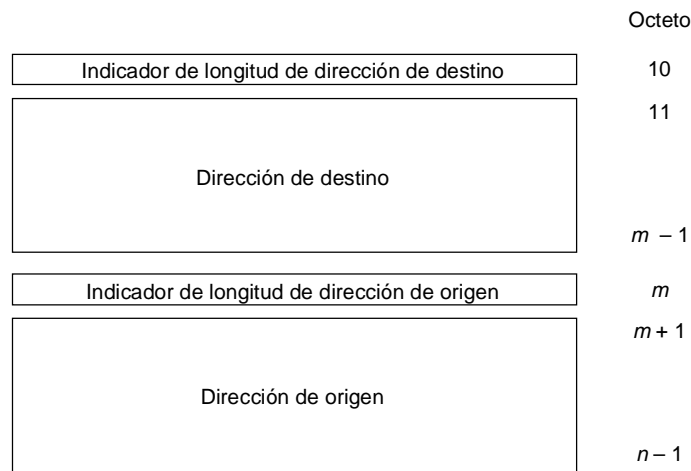 Octeto
Indicador de longitud de dirección de destino 10
11
Dirección de destino
m – 1
Indicador de longitud de dirección de origen m
m + 1
Dirección de origen
n – 1